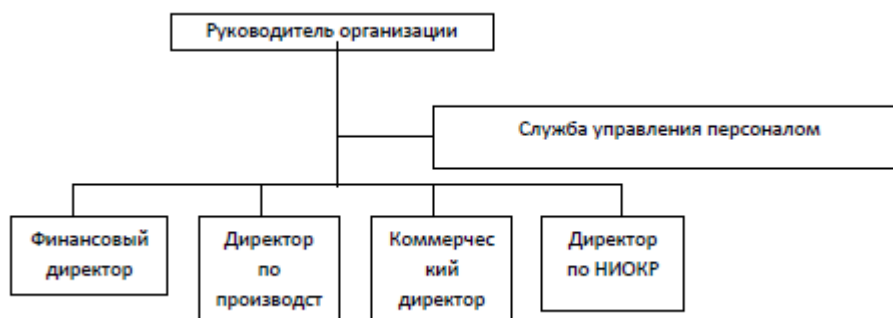 Руководитель организации
Служба управления персоналом
Финансовый
директор
Директор
по
производст
Коммерчес
кий
директор
Директор
по НИОКР